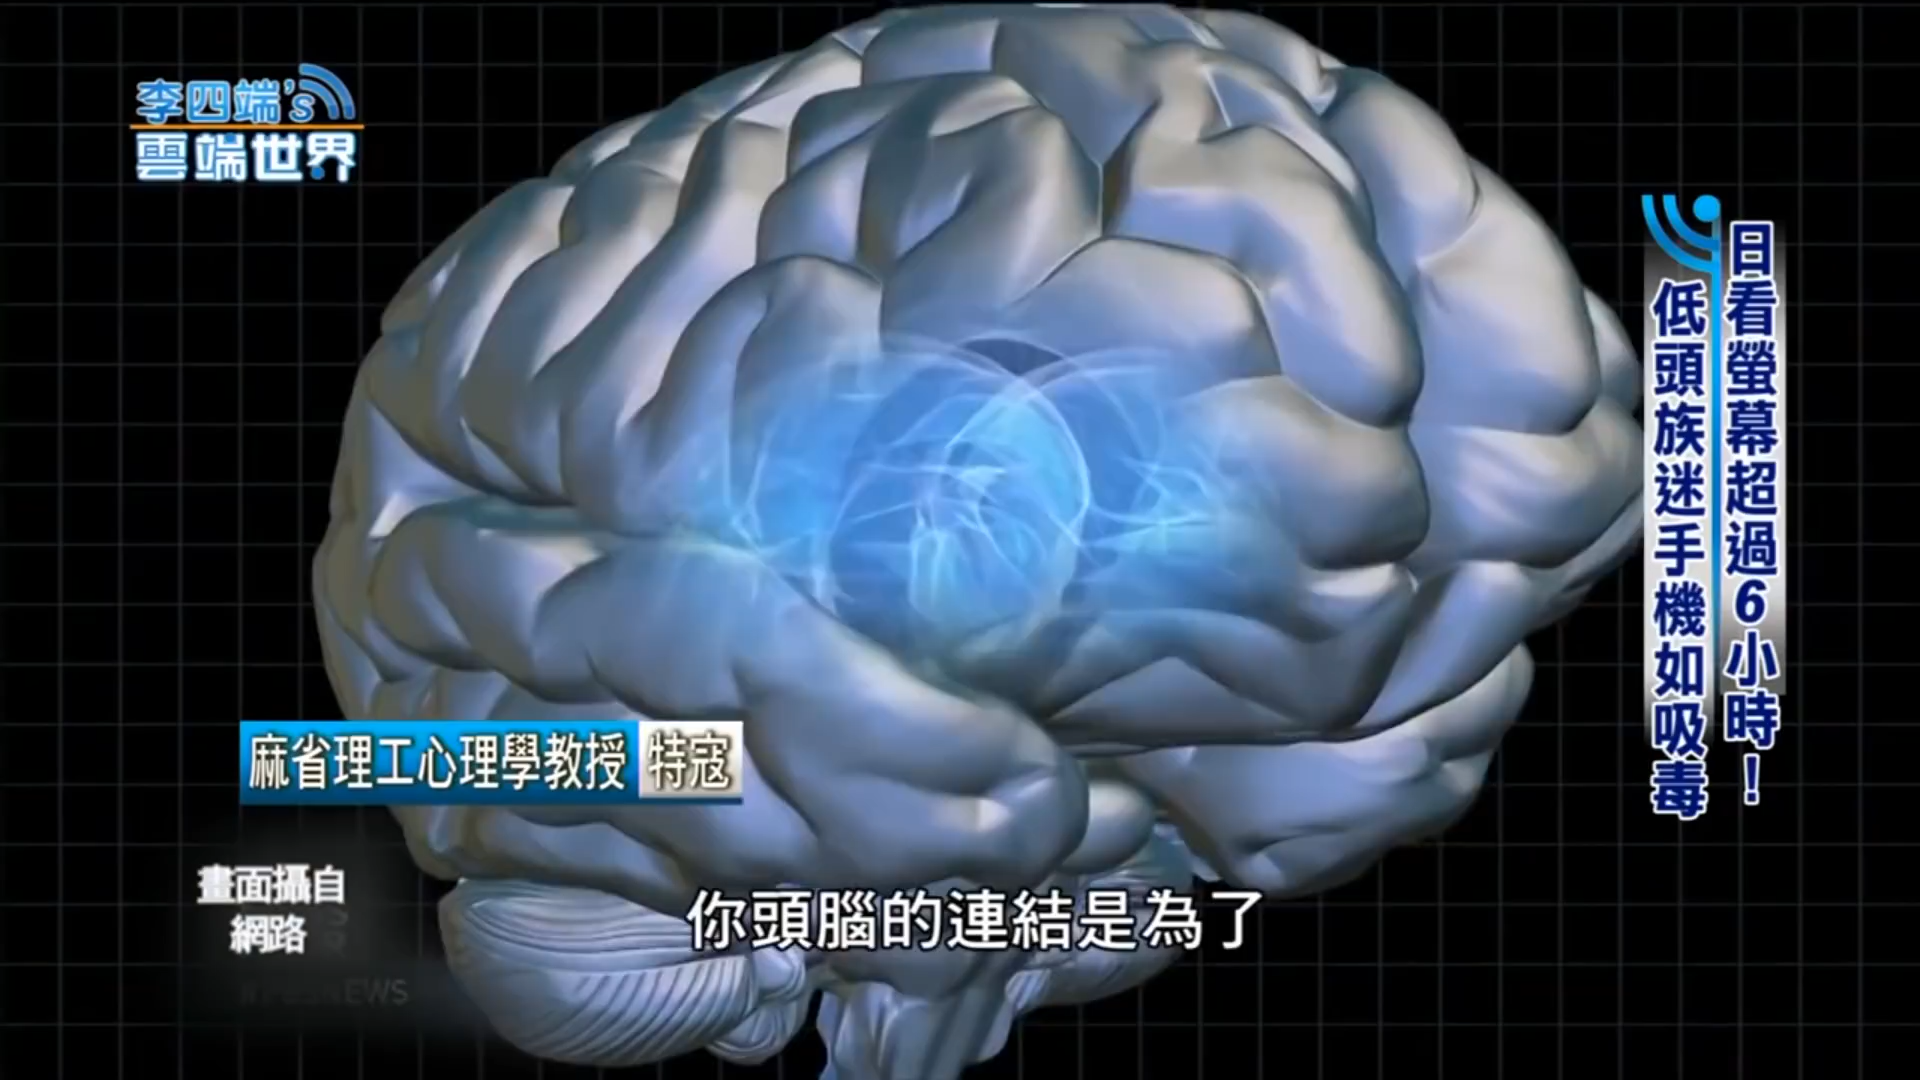 李四端's
雲端世界
日看螢幕超過6小時！
低頭族迷手機如吸毒
麻省理工心理學教授 特寇
畫面攝自
網路
NEWS
你頭腦的連結是為了